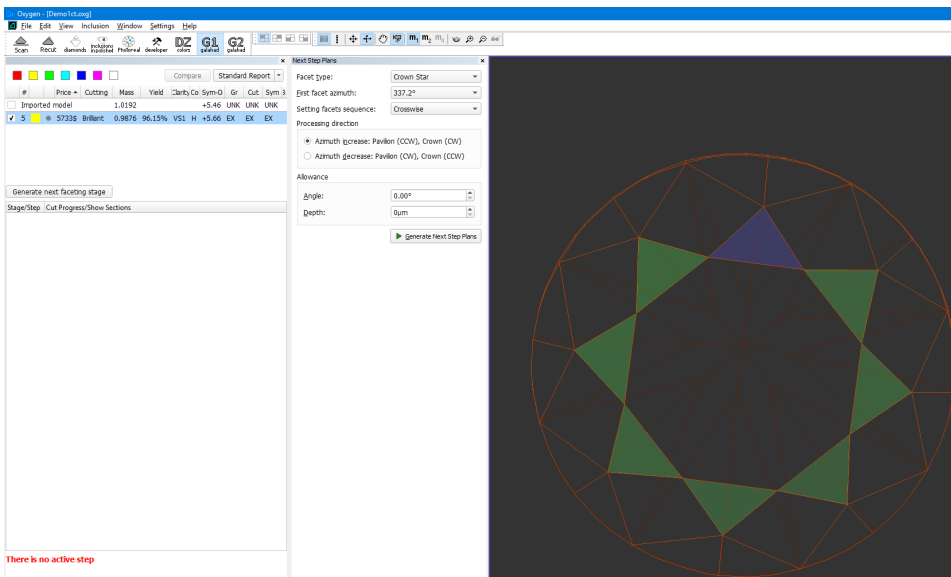 Oxygen - [Demo1ct.oxg]
File Edit View Inclusion Window Settings Help
Scan Recut diamonds inclusions inpolished Photoreal developer DZ colors G1 galahad G2 galahad m1 m2
× Next Step Plans ×
Compare Standard Report
# Price Cutting Mass Yield Clarity Co Sym-O Gr Cut Sym
Imported model 1.0192 +5.46 UNK UNK UNK
5 5733$ Brilliant 0.9876 96.15% VS1 H +5.66 EX EX EX
Generate next faceting stage
Stage/Step Cut Progress/Show Sections
There is no active step
Facet type: Crown Star
First facet azimuth: 337.2°
Setting facets sequence: Crosswise
Processing direction
Azimuth increase: Pavilion (CCW), Crown (CW)
Azimuth decrease: Pavilion (CW), Crown (CCW)
Allowance
Angle: 0.00°
Depth: 0µm
Generate Next Step Plans